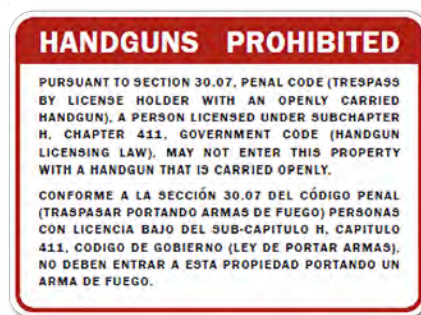 HANDGUNS PROHIBITED
PURSUANT TO SECTION 30.07, PENAL CODE (TRESPASS
BY LICENSE HOLDER WITH AN OPENLY CARRIED
HANDGUN), A PERSON LICENSED UNDER SUBCHAPTER
H, CHAPTER 411, GOVERNMENT CODE (HANDGUN
LICENSING LAW), MAY NOT ENTER THIS PROPERTY
WITH A HANDGUN THAT IS CARRIED OPENLY.
CONFORME A LA SECCIÓN 30.07 DEL CÓDIGO PENAL
(TRASPASAR PORTANDO ARMAS DE FUEGO) PERSONAS
CON LICENCIA BAJO DEL SUB-CAPITULO H, CAPITULO
411, CODIGO DE GOBIERNO (LEY DE PORTAR ARMAS),
NO DEBEN ENTRAR A ESTA PROPIEDAD PORTANDO UN
ARMA DE FUEGO.